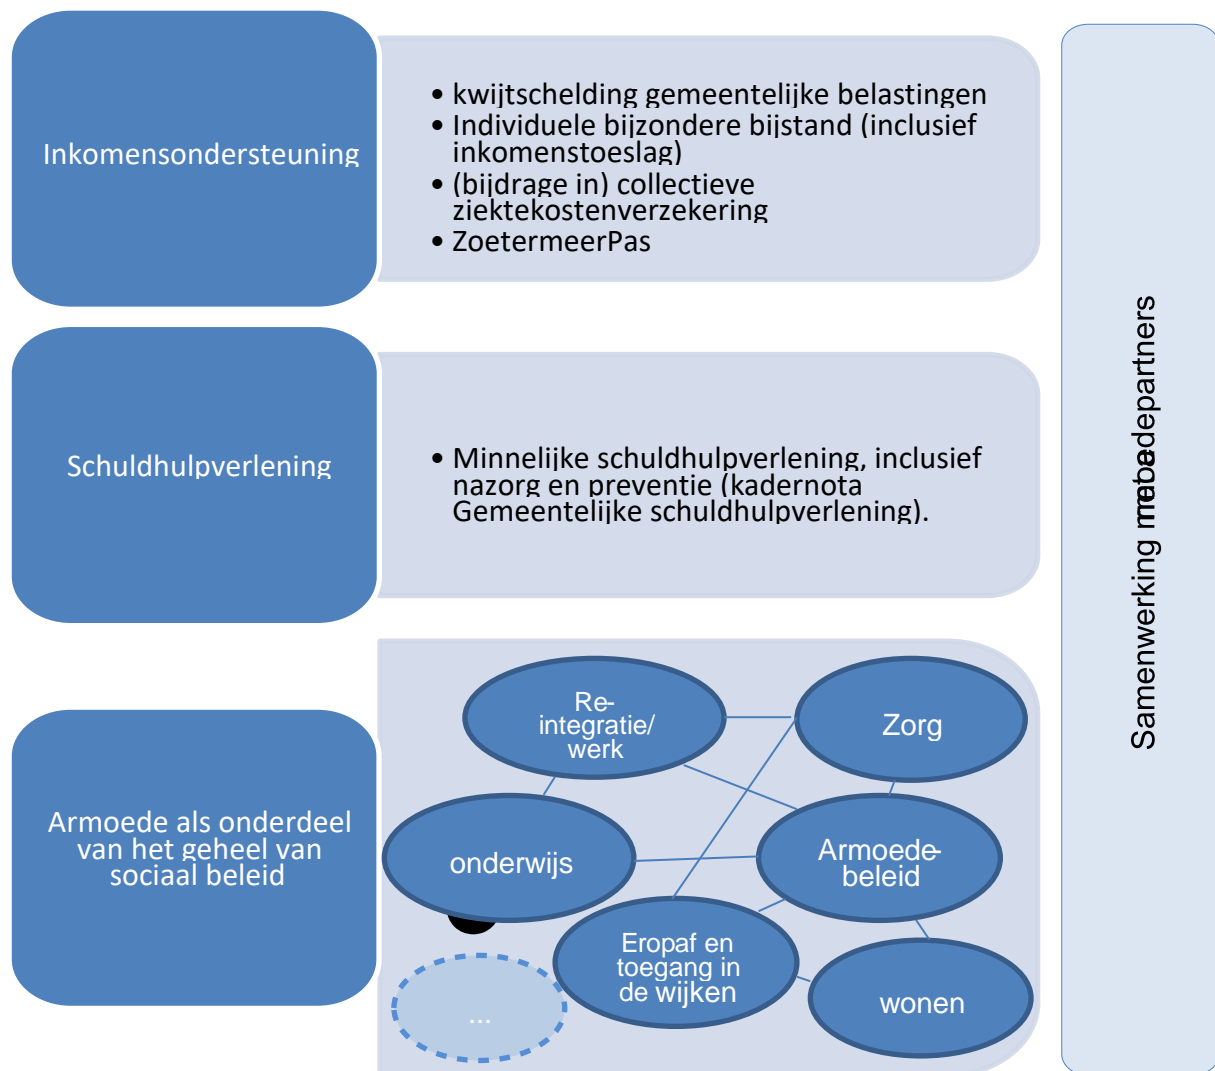 Inkomensondersteuning
• kwijtschelding gemeentelijke belastingen
• Individuele bijzondere bijstand (inclusief
inkomenstoeslag)
• (bijdrage in) collectieve
ziektekostenverzekering
• ZoetermeerPas
Schuldhulpverlening
• Minnelijke schuldhulpverlening, inclusief
nazorg en preventie (kadernota
Gemeentelijke schuldhulpverlening).
Armoede als onderdeel
van het geheel van
sociaal beleid
Re-
integratie/
werk
Zorg
onderwijs
Armoede-
beleid
Eropaf en
toegang in
de wijken
wonen
...
Samenwerking